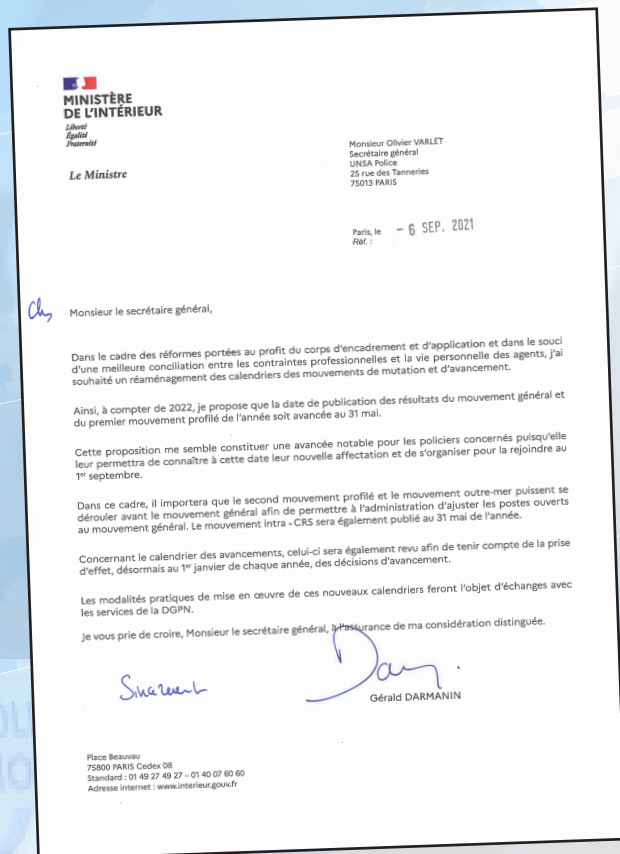 MINISTÈRE
DE L'INTÉRIEUR
Liberté
Égalité
Fraternité
Le Ministre
Monsieur Olivier VARLET
Secrétaire général
UNSA Police
25 rue des Tanneries
75013 PARIS
Paris, le - 6 SEP. 2021
Réf. :
Monsieur le secrétaire général,
Dans le cadre des réformes portées au profit du corps d'encadrement et d'application et dans le souci
d'une meilleure conciliation entre les contraintes professionnelles et la vie personnelle des agents, j'ai
souhaité un réaménagement des calendriers des mouvements de mutation et d'avancement.
Ainsi, à compter de 2022, je propose que la date de publication des résultats du mouvement général et
du premier mouvement profilé de l'année soit avancée au 31 mai.
Cette proposition me semble constituer une avancée notable pour les policiers concernés puisqu'elle
leur permettra de connaître à cette date leur nouvelle affectation et de s'organiser pour la rejoindre au
1er septembre.
Dans ce cadre, il importera que le second mouvement profilé et le mouvement outre-mer puissent se
dérouler avant le mouvement général afin de permettre à l'administration d'ajuster les postes ouverts
au mouvement général. Le mouvement intra - CRS sera également publié au 31 mai de l'année.
Concernant le calendrier des avancements, celui-ci sera également revu afin de tenir compte de la prise
d'effet, désormais au 1er janvier de chaque année, des décisions d'avancement.
Les modalités pratiques de mise en œuvre de ces nouveaux calendriers feront l'objet d'échanges avec
les services de la DGPN.
Je vous prie de croire, Monsieur le secrétaire général, à l'assurance de ma considération distinguée.
Gérald DARMANIN
Place Beauvau
75800 PARIS Cedex 08
Standard : 01 49 27 49 27 – 01 40 07 60 60
Adresse internet : www.interieur.gouv.fr